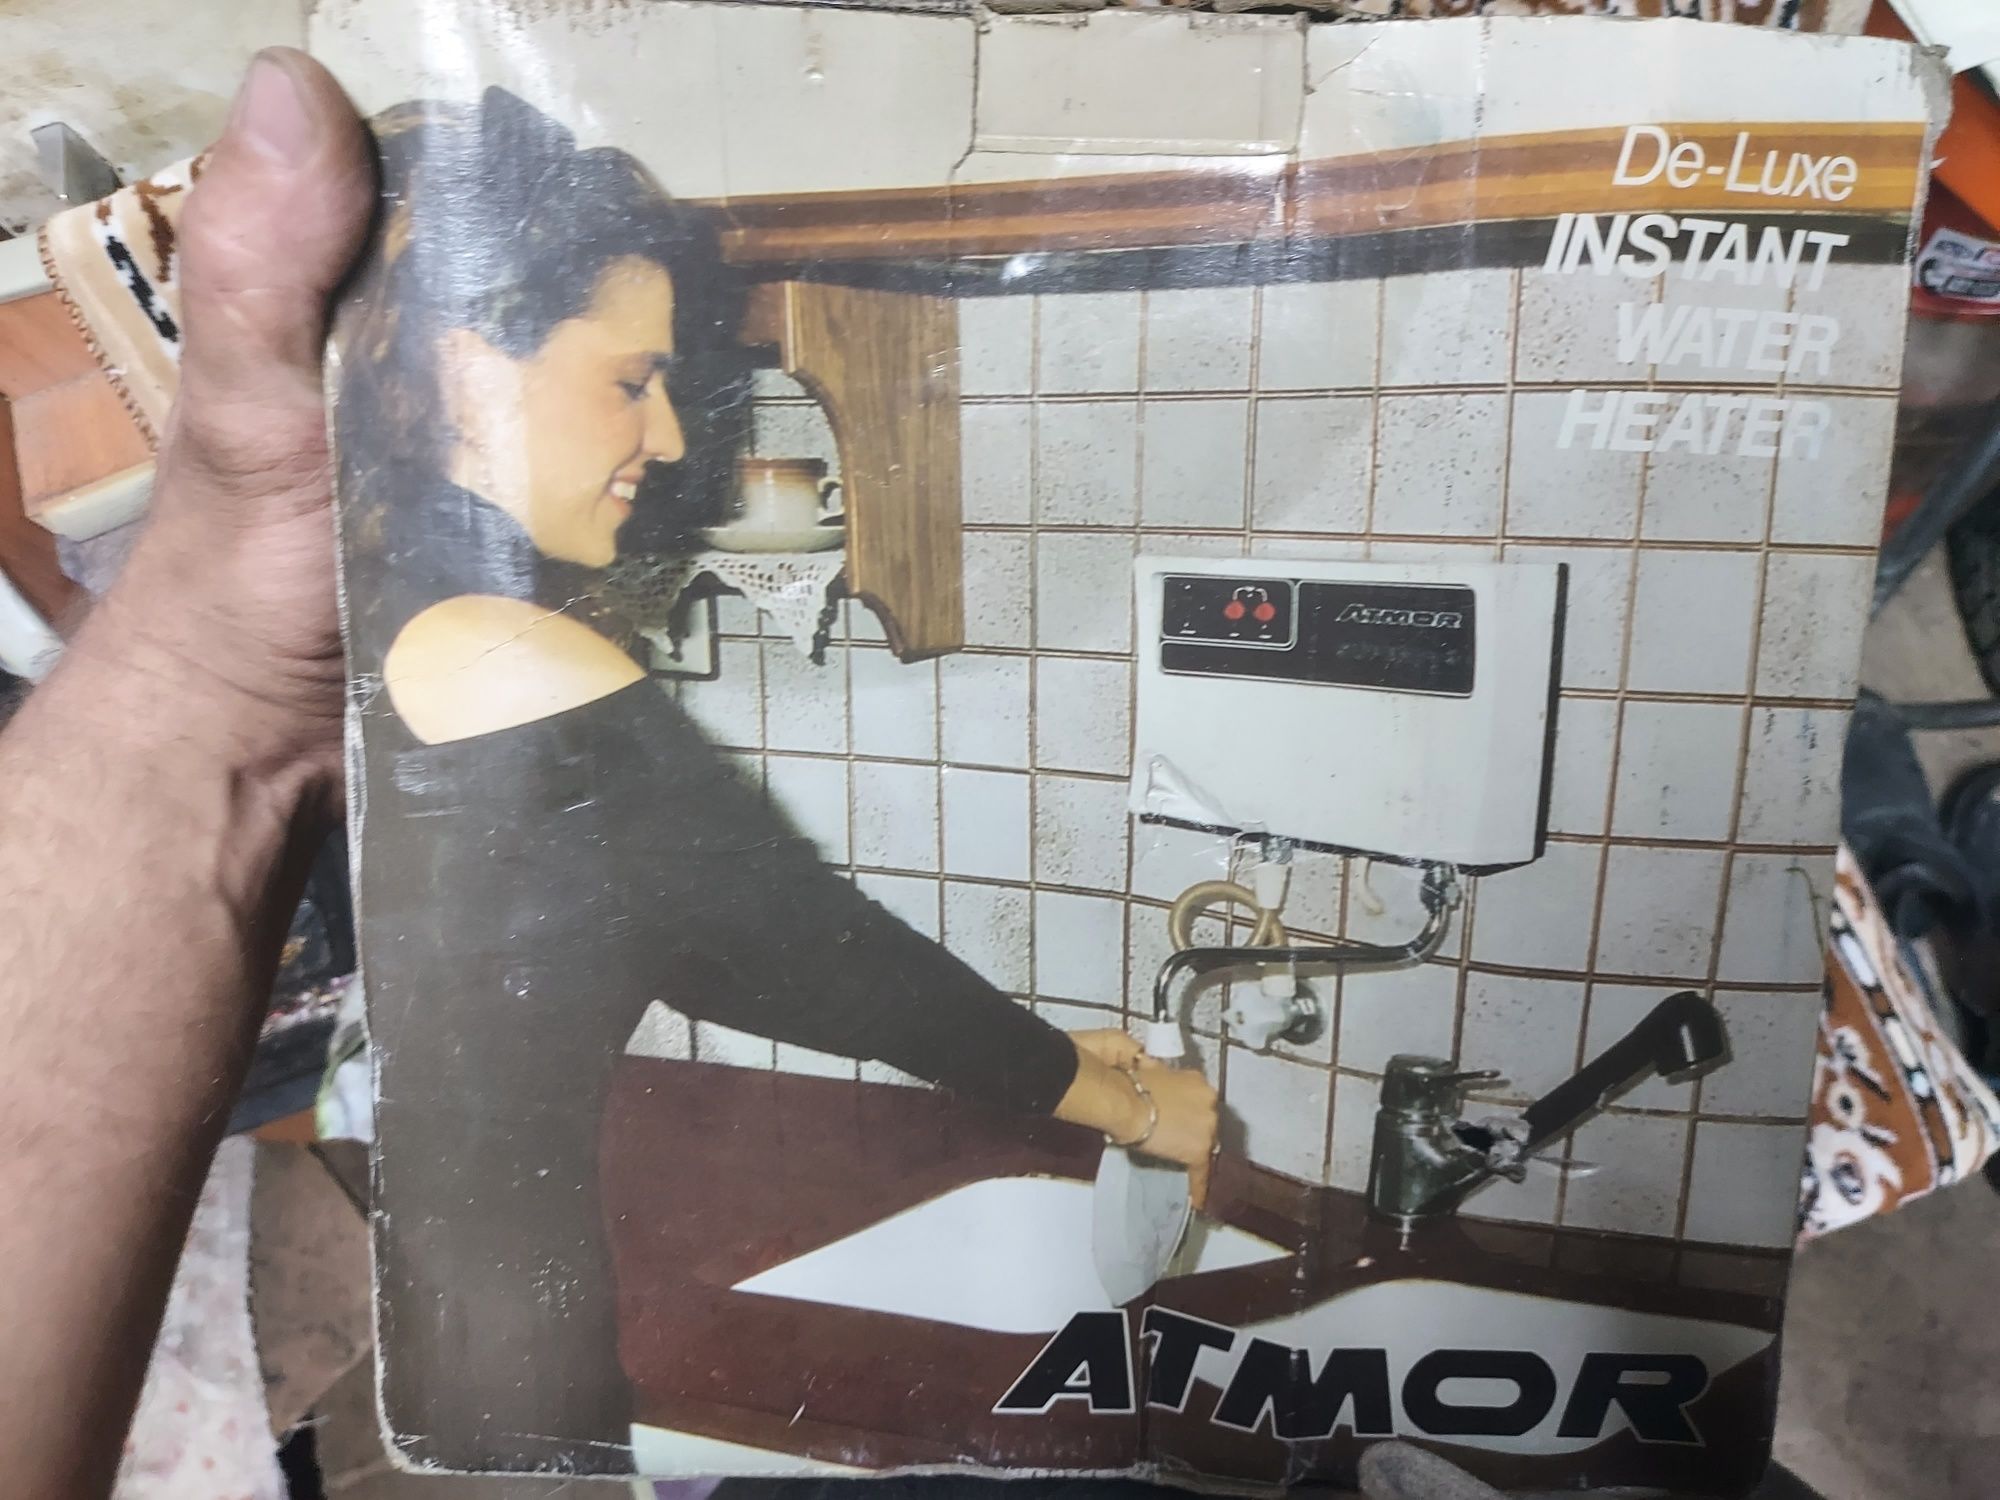 De-Luxe
INSTANT
WATER
HEATER
ATMOR
ATMOR